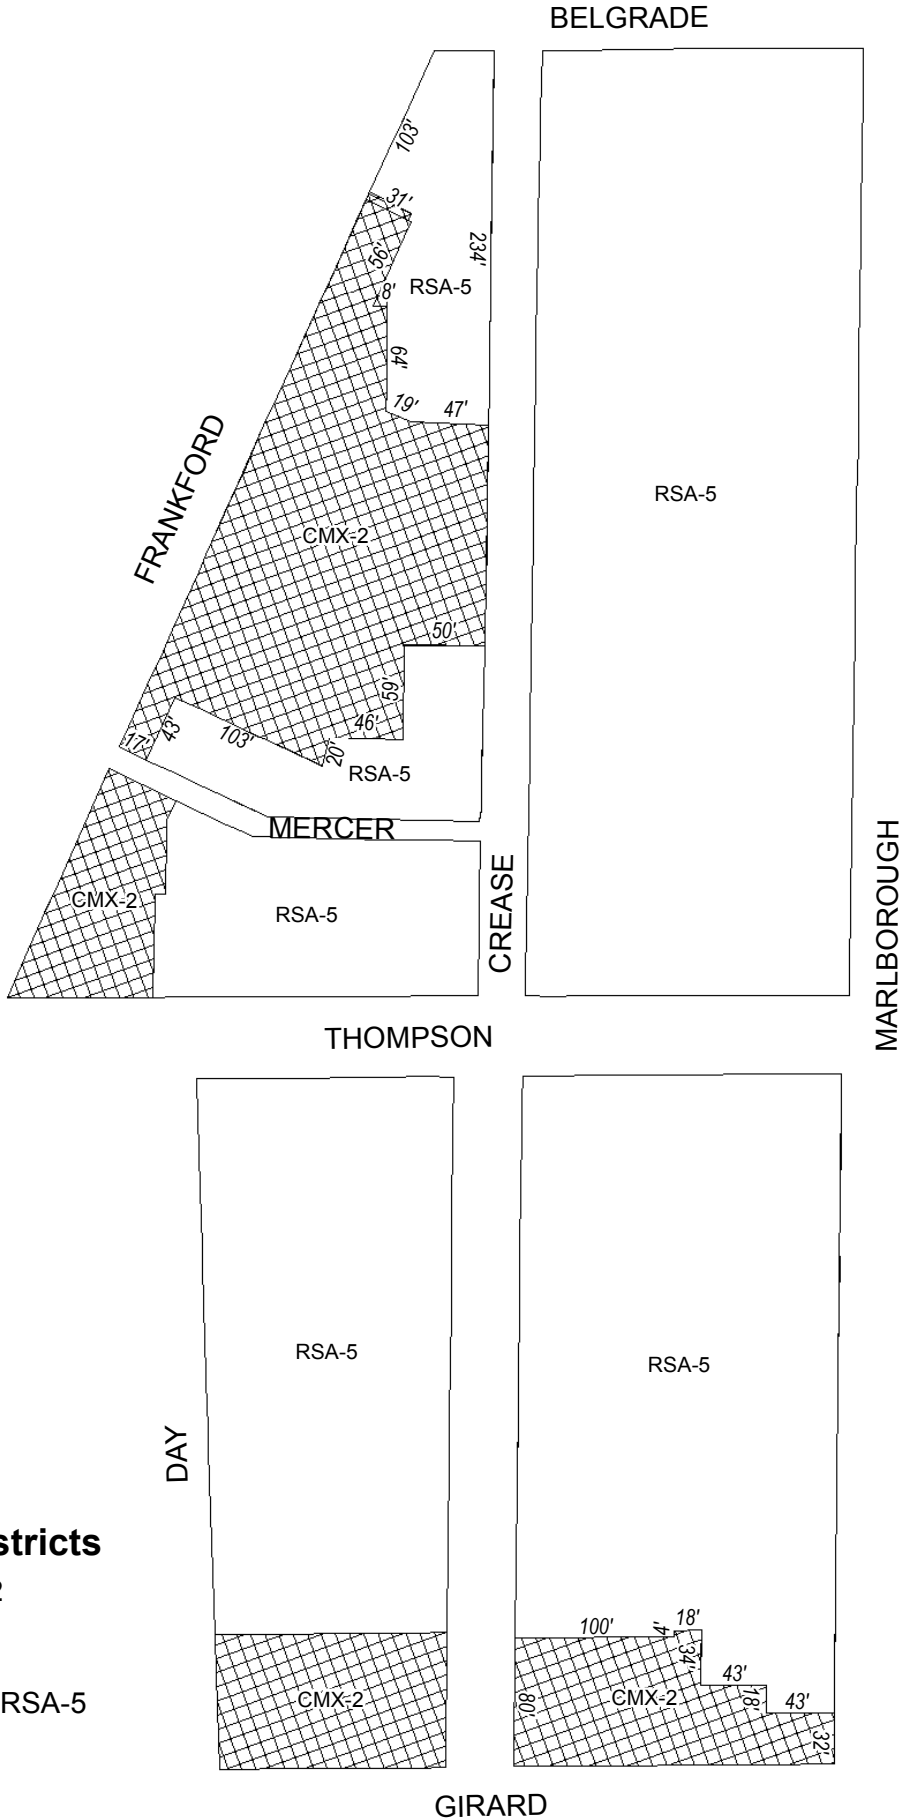 BELGRADE
103'
31'
56'
234'
8'
RSA-5
64'
19'
47'
FRANKFORD
RSA-5
CMX-2
50'
59'
46'
17'
43'
103'
20'
RSA-5
MERCER
CMX-2
RSA-5
CREASE
MARLBOROUGH
THOMPSON
RSA-5
RSA-5
DAY
stricts
2
RSA-5
100'
4'
18'
34'
43'
18'
43'
80'
32'
CMX-2
CMX-2
GIRARD